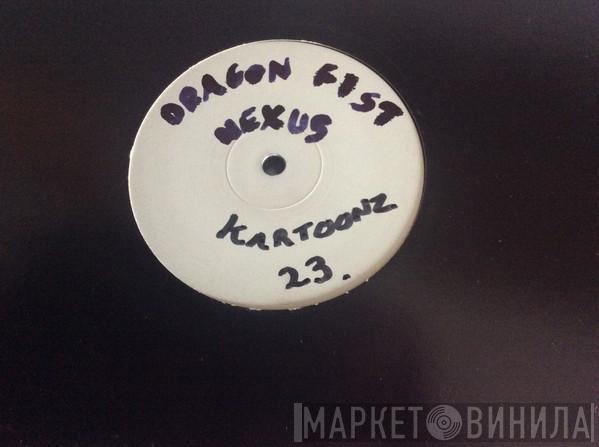 DRAGON FIST
NEXUS
KARTOONZ
23.
МАРКЕТ ВИНИЛА